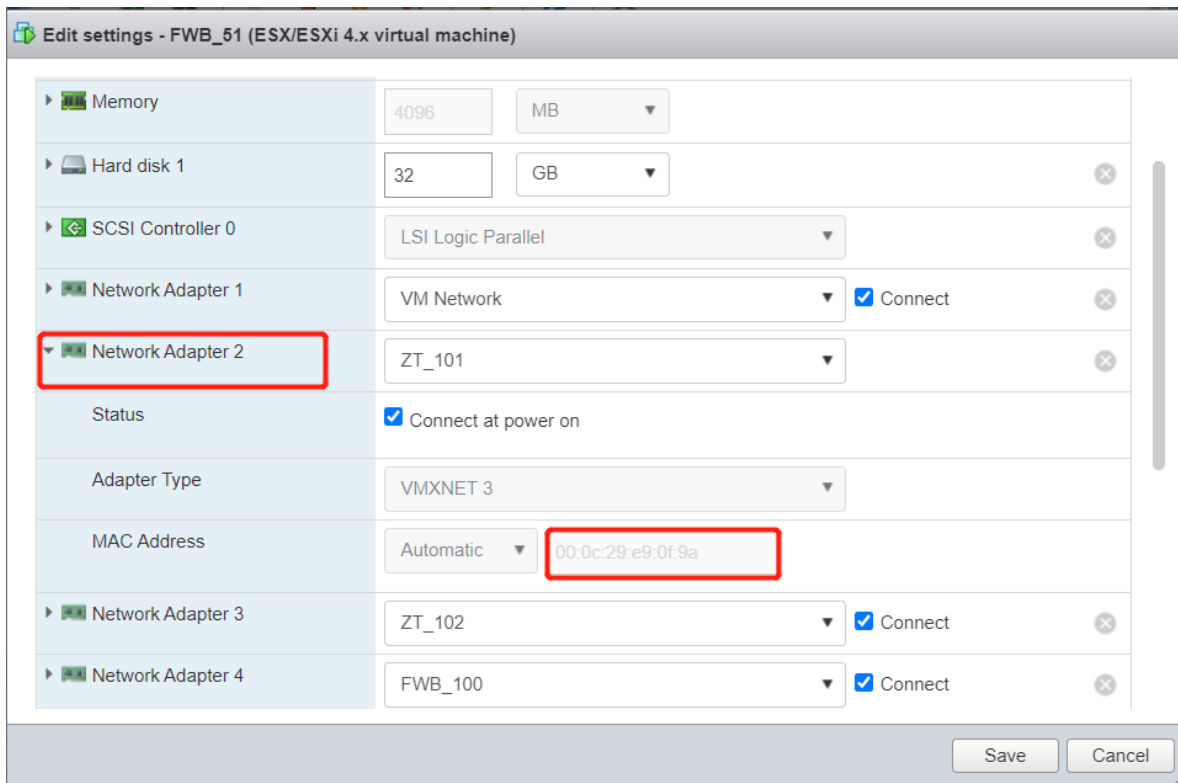 Edit settings - FWB_51 (ESX/ESXi 4.x virtual machine)
Memory 4096 MB
Hard disk 1 32 GB
SCSI Controller 0 LSI Logic Parallel
Network Adapter 1 VM Network Connect
Network Adapter 2 ZT_101
Status Connect at power on
Adapter Type VMXNET 3
MAC Address Automatic 00:0c:29:e9:0f:9a
Network Adapter 3 ZT_102 Connect
Network Adapter 4 FWB_100 Connect
Save Cancel